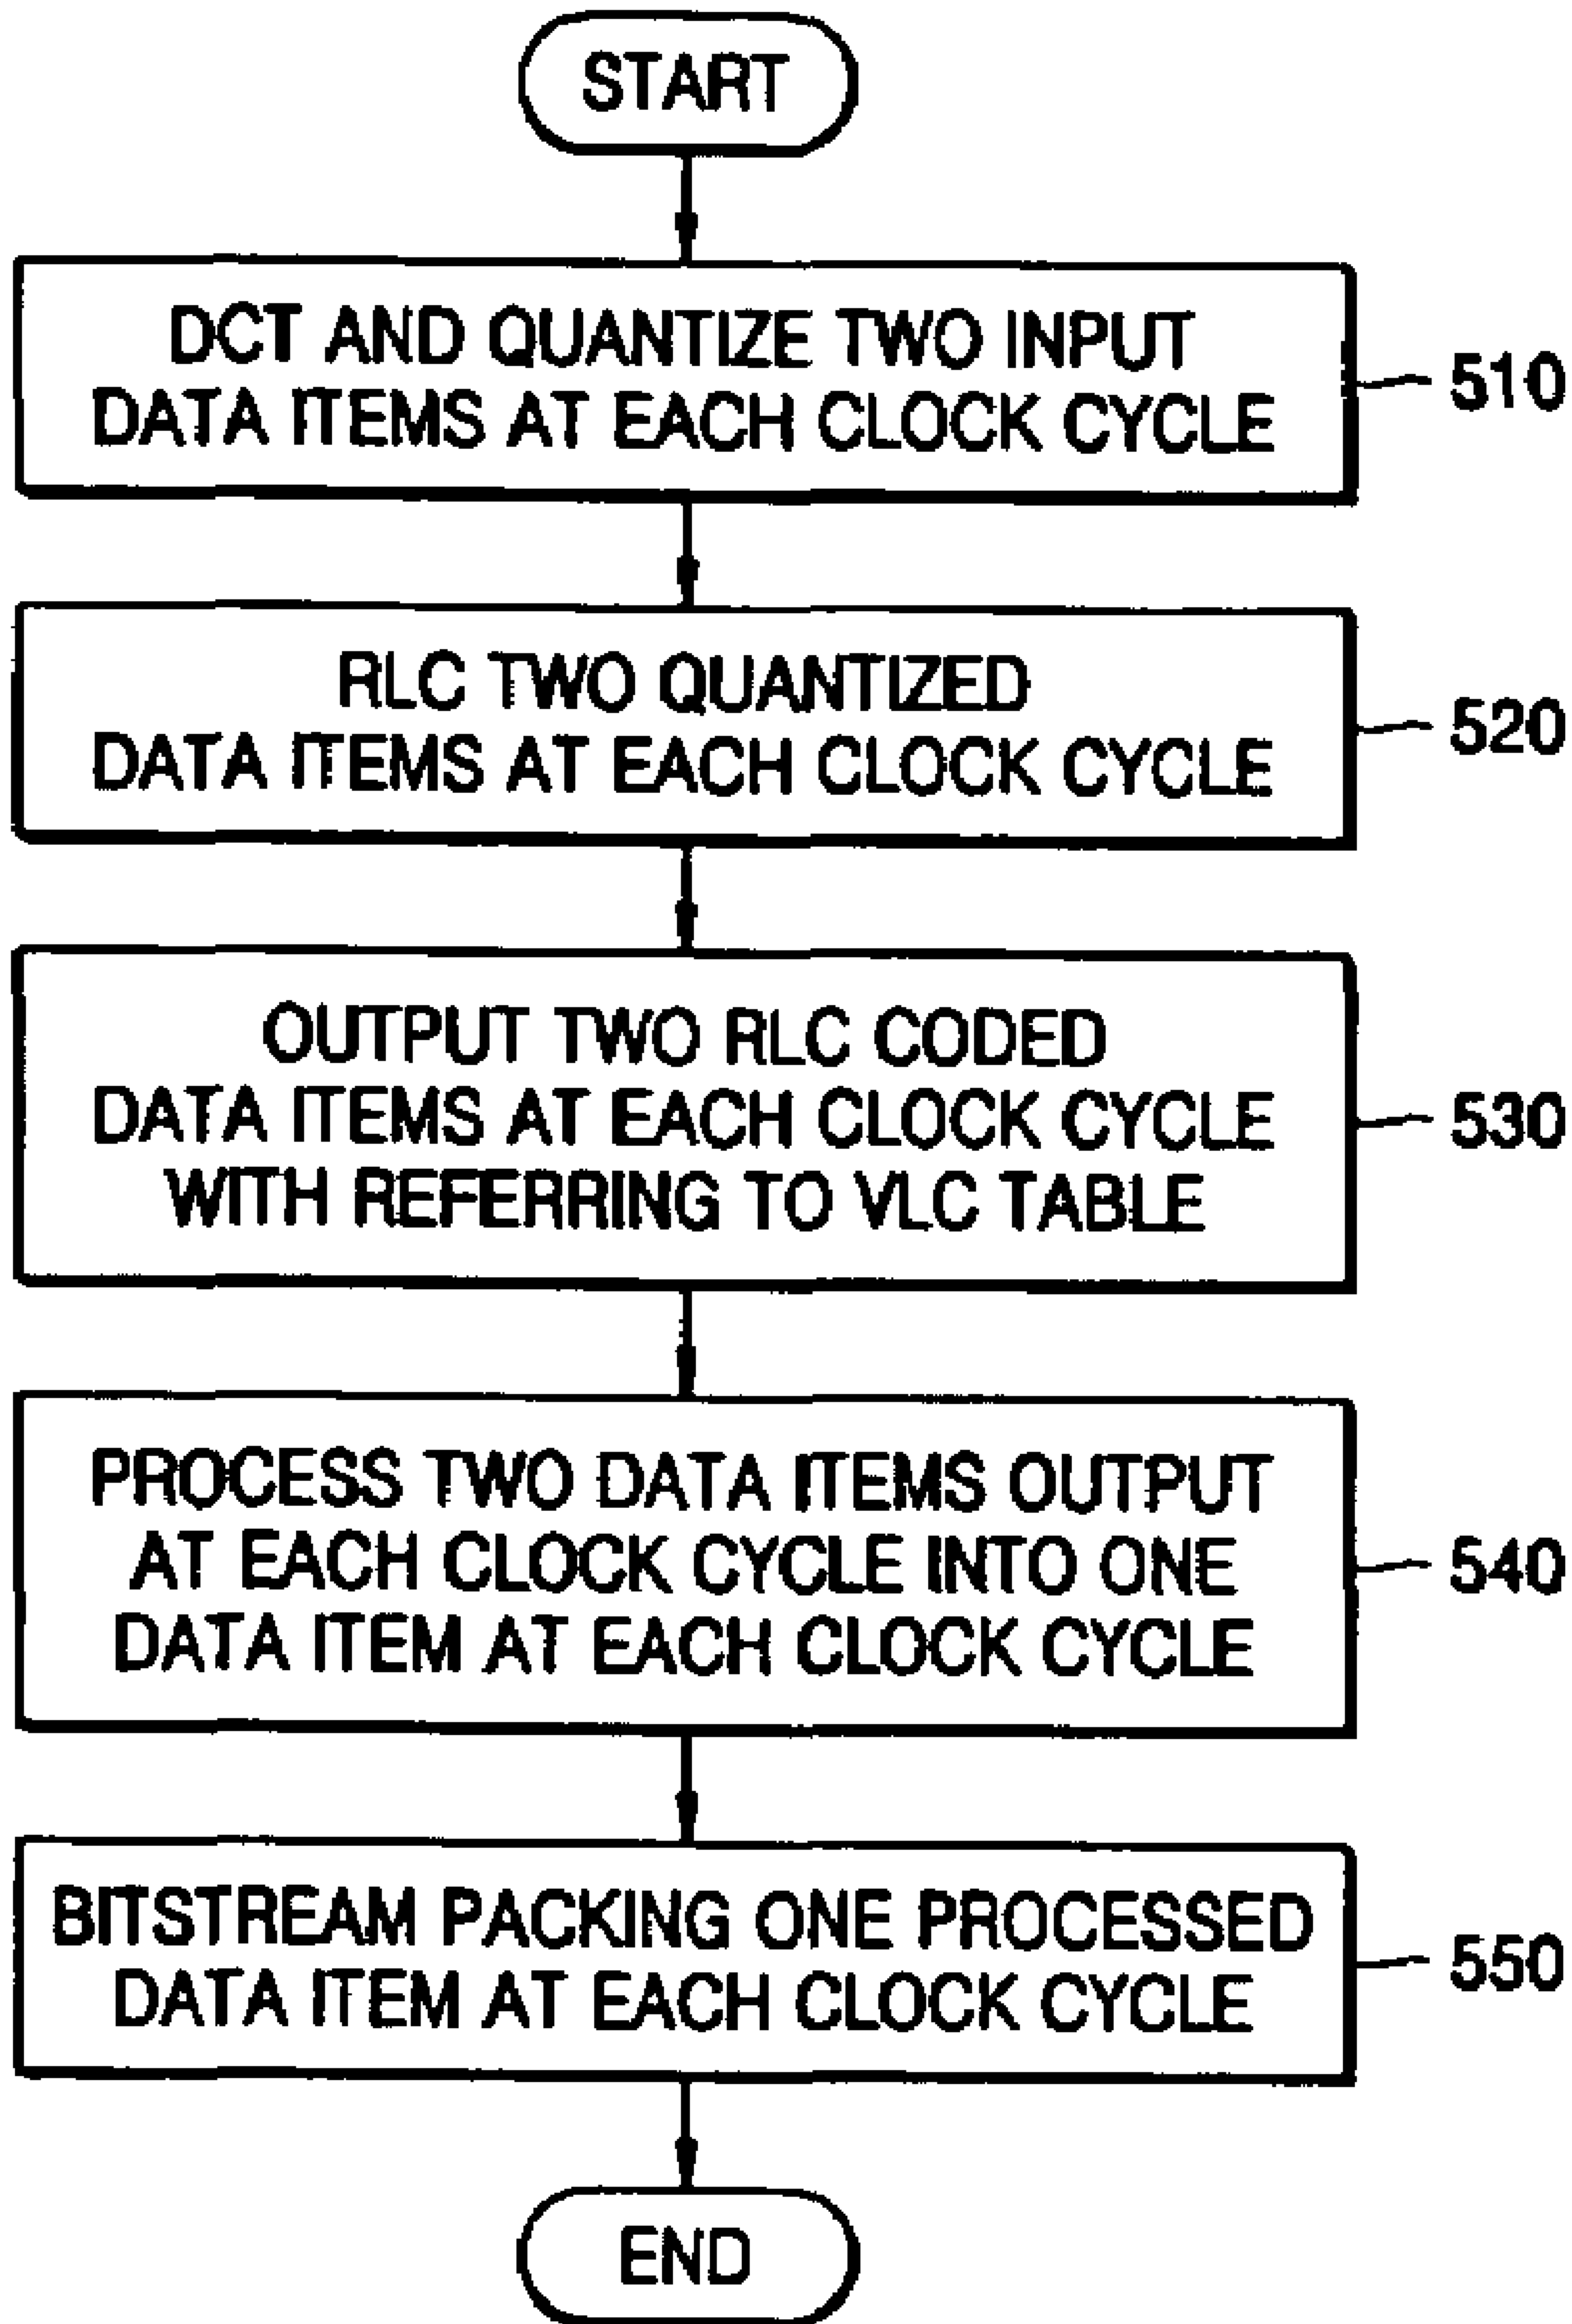 START
DCT AND QUANTIZE TWO INPUT
DATA ITEMS AT EACH CLOCK CYCLE
510
RLC TWO QUANTIZED
DATA ITEMS AT EACH CLOCK CYCLE
520
OUTPUT TWO RLC CODED
DATA ITEMS AT EACH CLOCK CYCLE
WITH REFERRING TO VLC TABLE
530
PROCESS TWO DATA ITEMS OUTPUT
AT EACH CLOCK CYCLE INTO ONE
DATA ITEM AT EACH CLOCK CYCLE
540
BITSTREAM PACKING ONE PROCESSED
DATA ITEM AT EACH CLOCK CYCLE
550
END